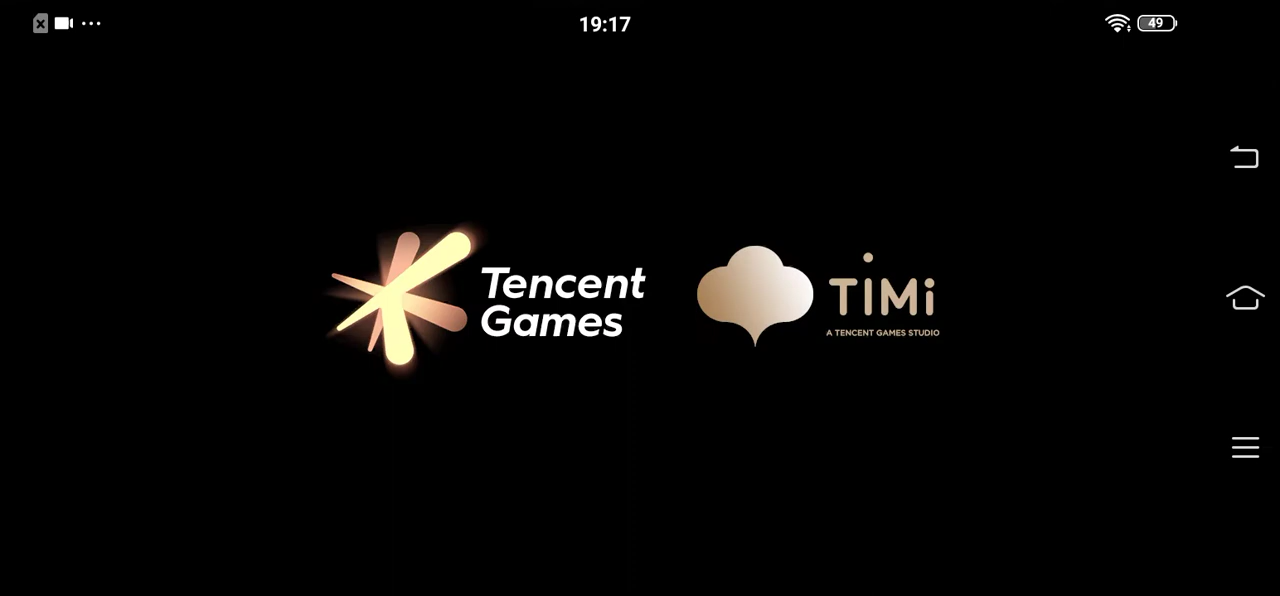 19:17
49
Tencent
Games
TiMi
A TENCENT GAMES STUDIO